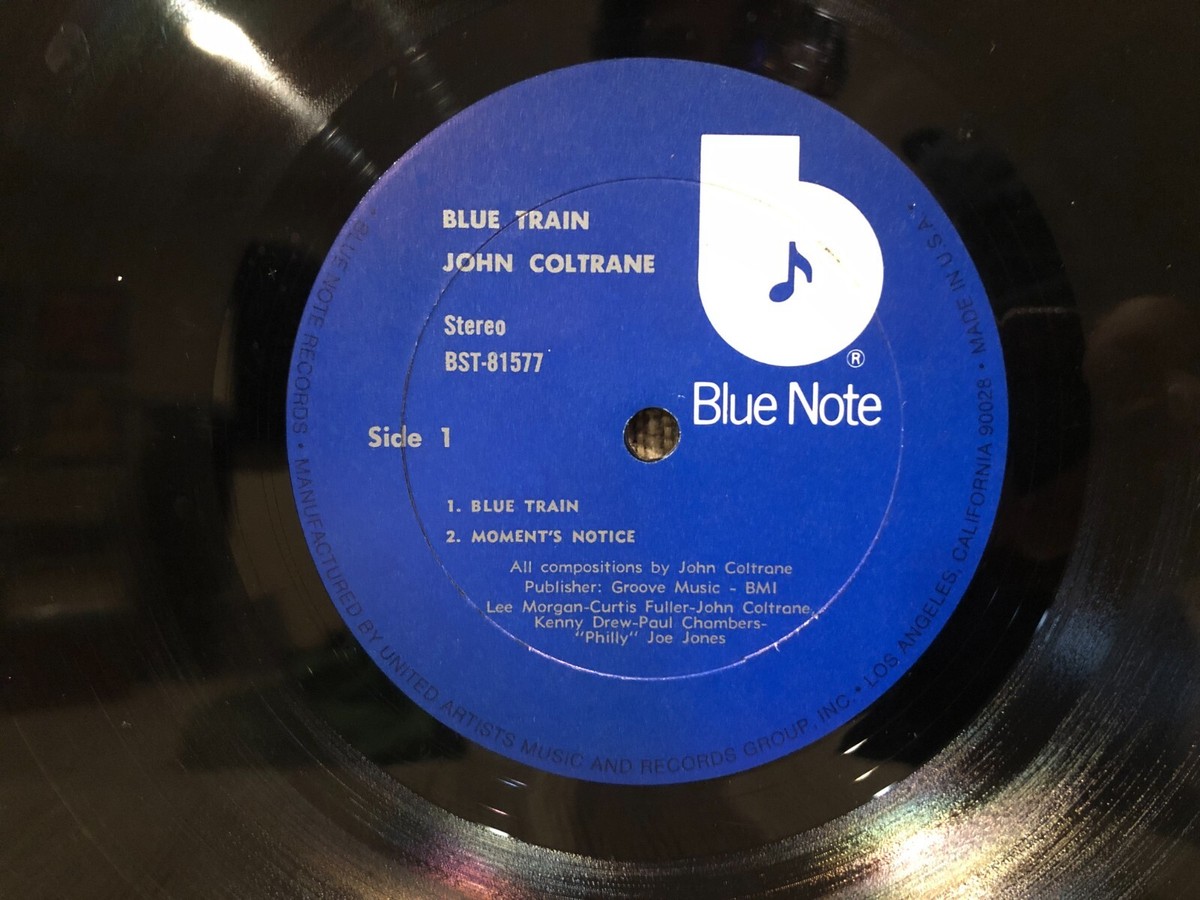 BLUE TRAIN
JOHN COLTRANE
Stereo
BST-81577
®
Blue Note
Side 1
1. BLUE TRAIN
2. MOMENT'S NOTICE
All compositions by John Coltrane
Publisher: Groove Music - BMI
Lee Morgan-Curtis Fuller-John Coltrane,
Kenny Drew-Paul Chambers-
"Philly" Joe Jones
• BLUE NOTE RECORDS • MANUFACTURED BY UNITED ARTISTS MUSIC AND RECORDS GROUP, INC. • LOS ANGELES, CALIFORNIA 90028 • MADE IN U.S.A. •